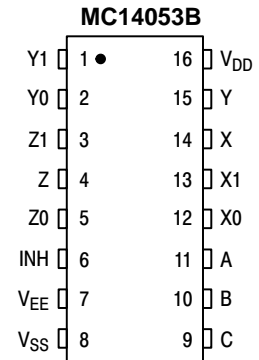 MC14053B
Y1 1 16 VDD
Y0 2 15 Y
Z1 3 14 X
Z 4 13 X1
Z0 5 12 X0
INH 6 11 A
VEE 7 10 B
VSS 8 9 C